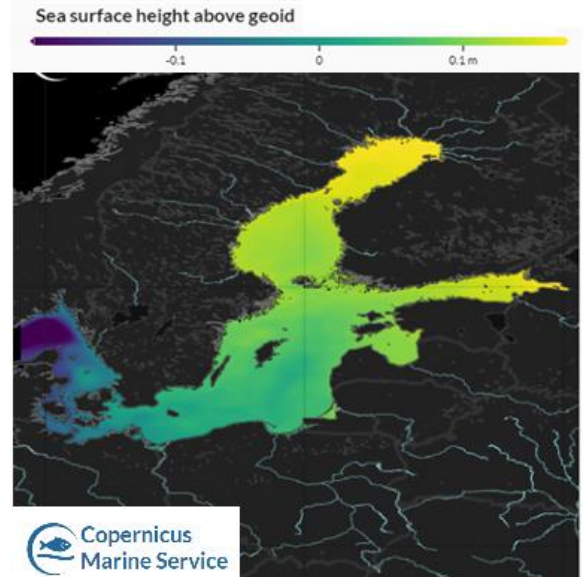 Sea surface height above geoid
-0.1 0 0.1 m
Copernicus
Marine Service